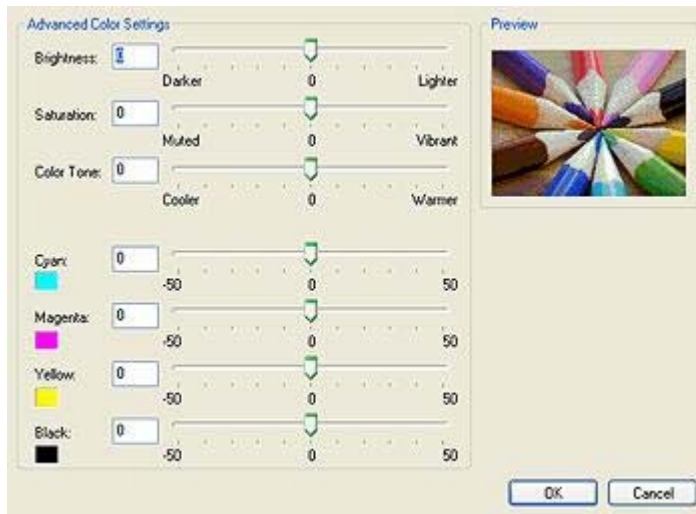 Advanced Color Settings
Preview
Brightness: 0
Darker 0 Lighter
Saturation: 0
Muted 0 Vibrant
Color Tone: 0
Cooler 0 Warmer
Cyan: 0
-50 0 50
Magenta: 0
-50 0 50
Yellow: 0
-50 0 50
Black: 0
-50 0 50
OK Cancel